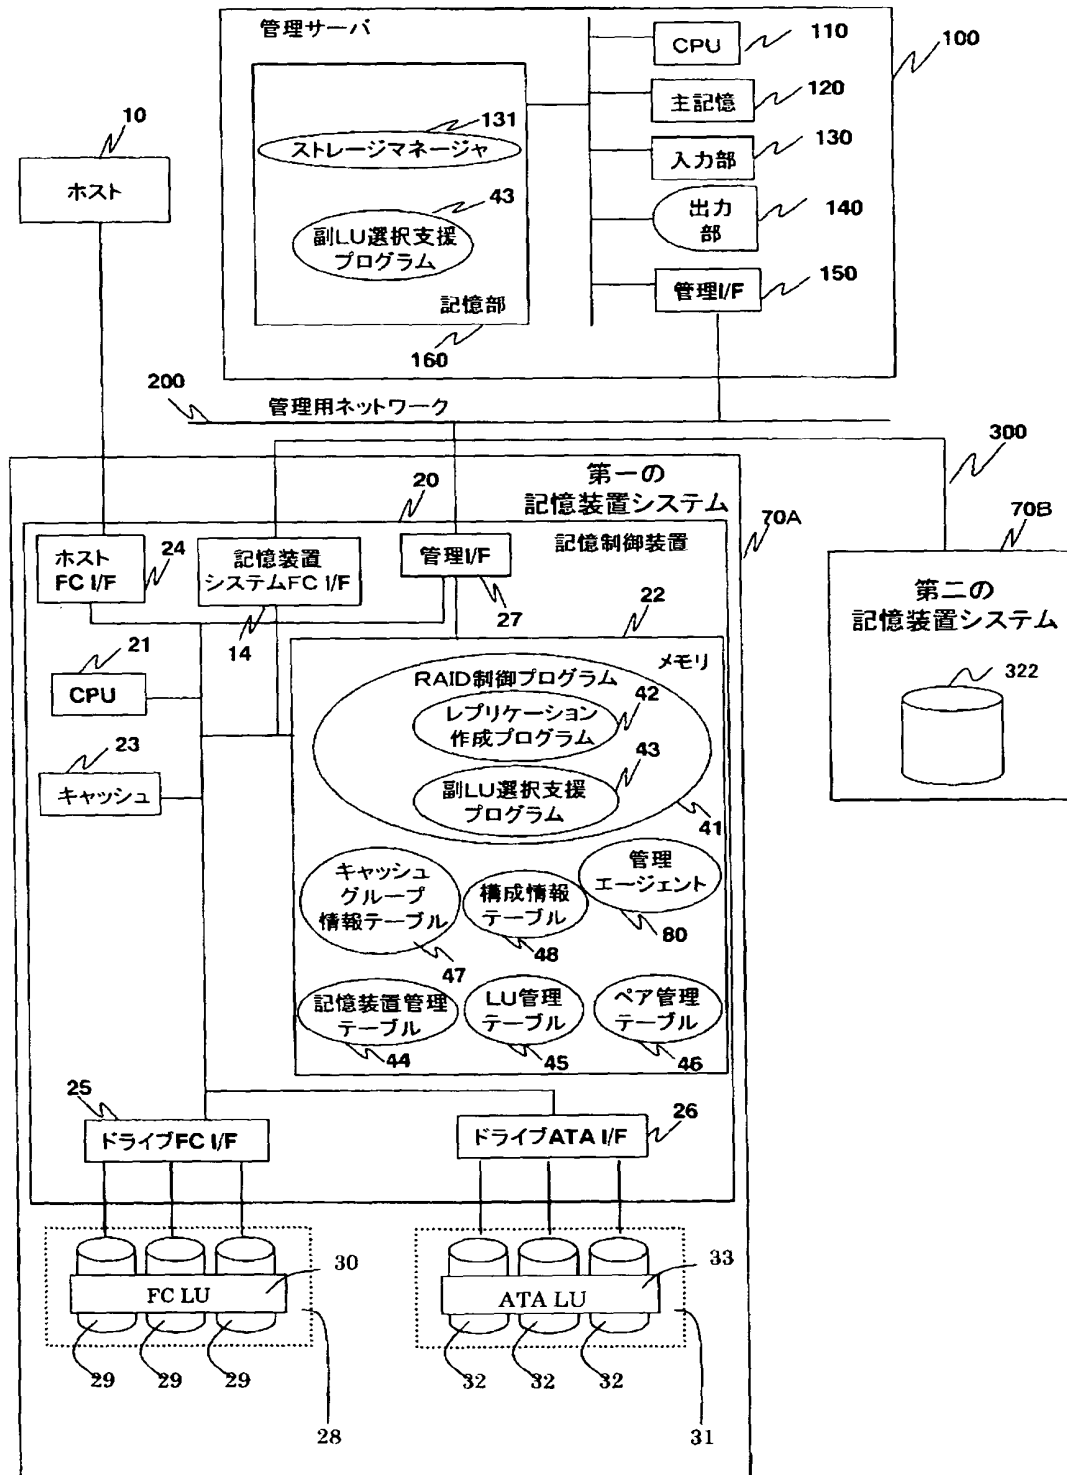 管理サーバ
CPU
110
100
主記憶
120
131
ストレージマネージャ
入力部
130
10
ホスト
43
副LU選択支援
プログラム
出力
部
140
管理I/F
150
記憶部
160
200
管理用ネットワーク
300
第一の
記憶装置システム
20
70A
70B
ホスト
FC I/F
24
記憶装置
システムFC I/F
14
管理I/F
27
記憶制御装置
第二の
記憶装置システム
322
22
メモリ
21
CPU
RAID制御プログラム
レプリケーション
作成プログラム
42
23
キャッシュ
副LU選択支援
プログラム
43
41
キャッシュ
グループ
情報テーブル
47
構成情報
テーブル
48
管理
エージェント
80
記憶装置管理
テーブル
44
LU管理
テーブル
45
ペア管理
テーブル
46
25
ドライブFC I/F
ドライブATA I/F
26
FC LU
30
ATA LU
33
29
29
29
32
32
32
28
31